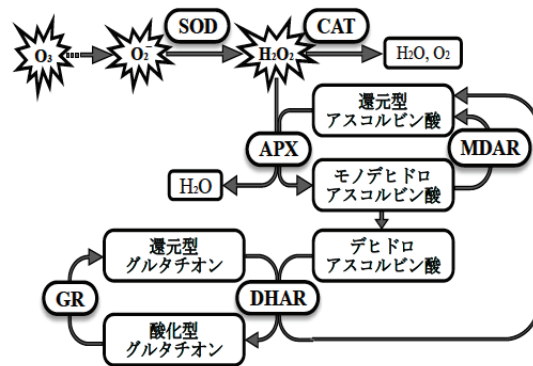 SOD
CAT
O3
O2⁻
H2O2
H2O, O2
還元型
アスコルビン酸
APX
MDAR
モノデヒドロ
アスコルビン酸
H2O
還元型
グルタチオン
デヒドロ
アスコルビン酸
GR
DHAR
酸化型
グルタチオン